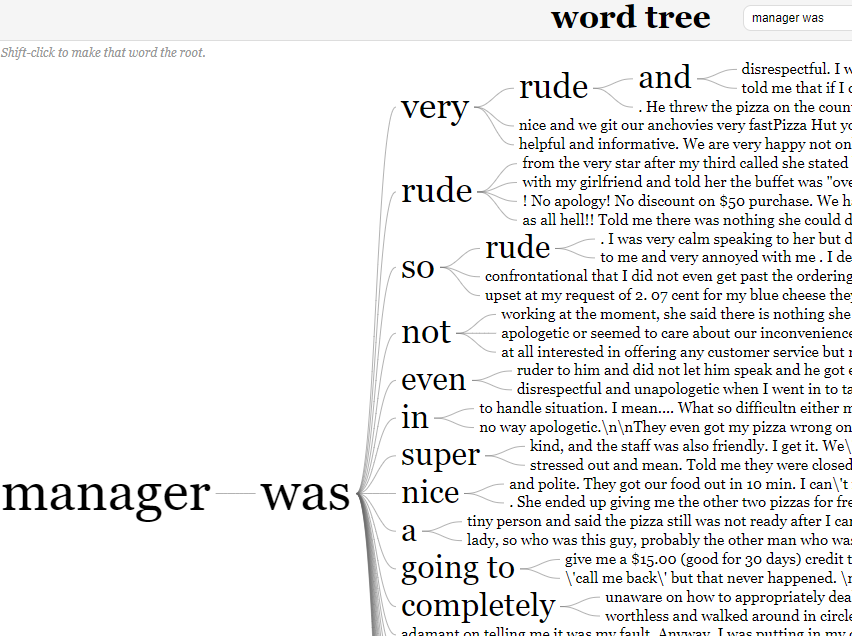 word tree
manager was
Shift-click to make that word the root.
manager was
very
rude
and
disrespectful. I
told me that if I
. He threw the pizza on the
nice and we git our anchovies very fastPizza Hut
helpful and informative. We are very happy not
rude
from the very star after my third called she stated
with my girlfriend and told her the buffet was "
! No apology! No discount on $50 purchase. We
as all hell!! Told me there was nothing she could
so
rude
. I was very calm speaking to her but
to me and very annoyed with me . I
confrontational that I did not even get past the ordering
upset at my request of 2. 07 cent for my blue cheese
not
working at the moment, she said there is nothing she
apologetic or seemed to care about our inconvenience
at all interested in offering any customer service but
even
ruder to him and did not let him speak and he got
disrespectful and unapologetic when I went in to
in
to handle situation. I mean.... What so difficultn either
no way apologetic.\n\nThey even got my pizza wrong
super
kind, and the staff was also friendly. I get it. We\
stressed out and mean. Told me they were closed
nice
and polite. They got our food out in 10 min. I can\'t
. She ended up giving me the other two pizzas for
a
tiny person and said the pizza still was not ready after I
lady, so who was this guy, probably the other man who
going to
give me a $15.00 (good for 30 days) credit
\'call me back\' but that never happened.
completely
unaware on how to appropriately
worthless and walked around in
adamant on telling me it was my fault. Anyway, I was putting in my